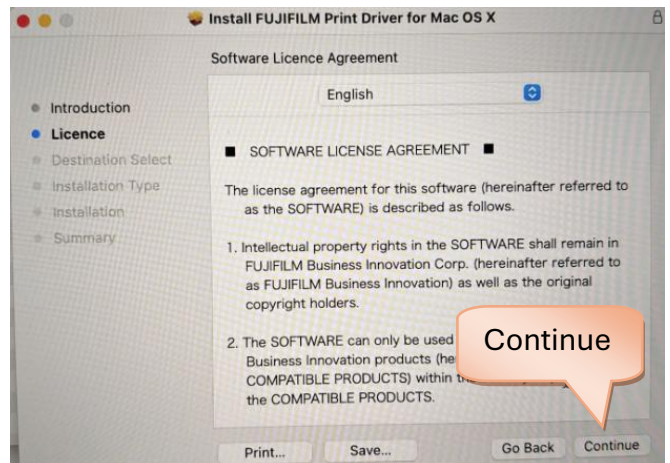 Install FUJIFILM Print Driver for Mac OS X
Software Licence Agreement
English
Introduction
Licence
Destination Select
Installation Type
Installation
Summary
■ SOFTWARE LICENSE AGREEMENT ■
The license agreement for this software (hereinafter referred to
as the SOFTWARE) is described as follows.
1. Intellectual property rights in the SOFTWARE shall remain in
FUJIFILM Business Innovation Corp. (hereinafter referred to
as FUJIFILM Business Innovation) as well as the original
copyright holders.
2. The SOFTWARE can only be used
Business Innovation products
COMPATIBLE PRODUCTS) within
the COMPATIBLE PRODUCTS.
Continue
Print...
Save...
Go Back
Continue